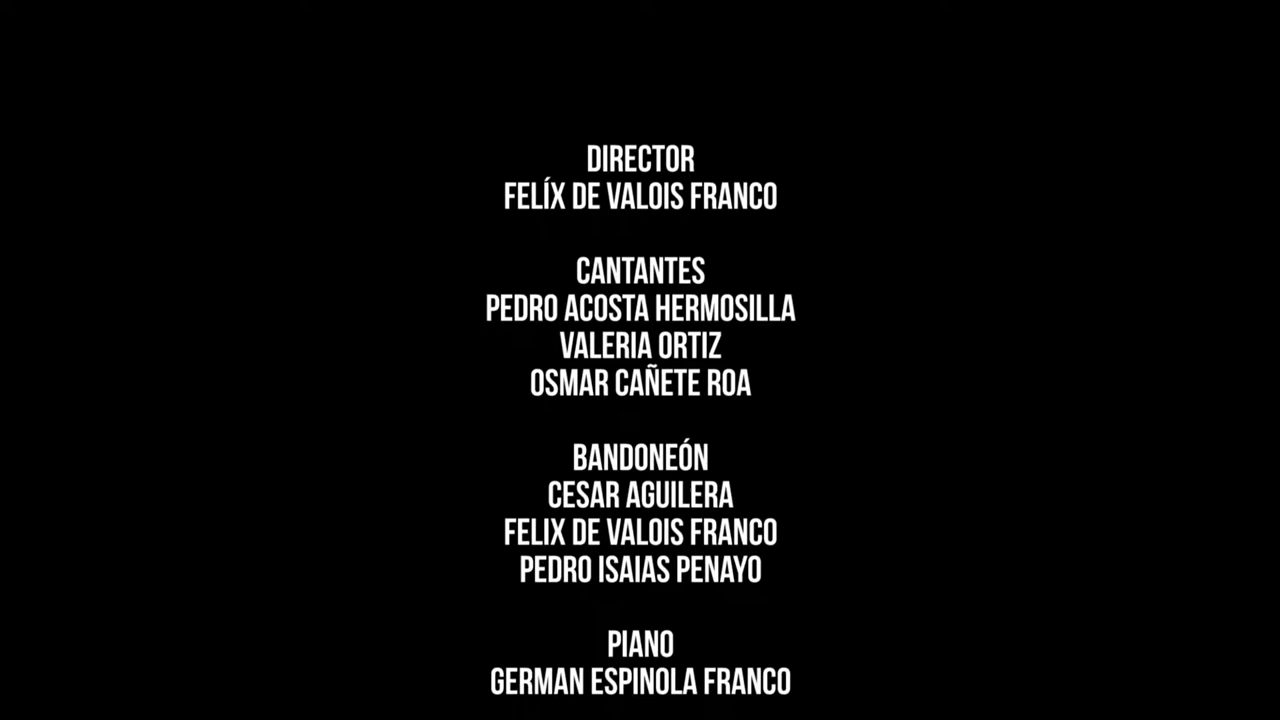 DIRECTOR
FELÍX DE VALOIS FRANCO
CANTANTES
PEDRO ACOSTA HERMOSILLA
VALERIA ORTIZ
OSMAR CAÑETE ROA
BANDONEÓN
CESAR AGUILERA
FELIX DE VALOIS FRANCO
PEDRO ISAIAS PENAYO
PIANO
GERMAN ESPINOLA FRANCO